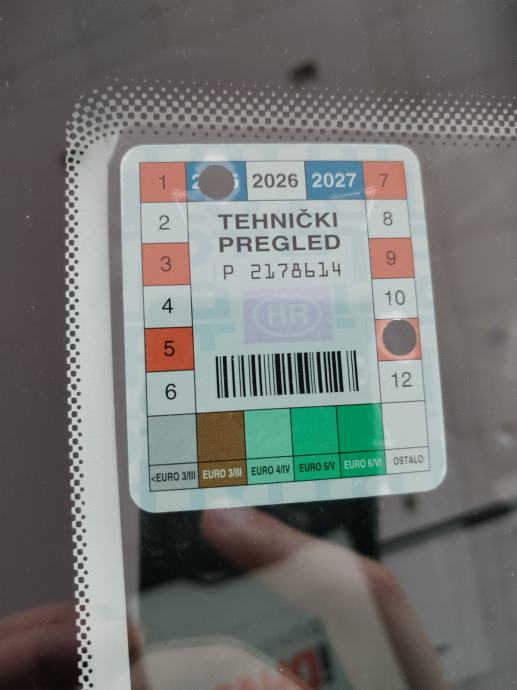 1 2026 2027 7
2 TEHNIČKI 8
PREGLED
3 P 2178614 9
4 HR 10
5
6 12
<EURO 3/III EURO 3/III EURO 4/IV EURO 5/V EURO 6/VI OSTALO